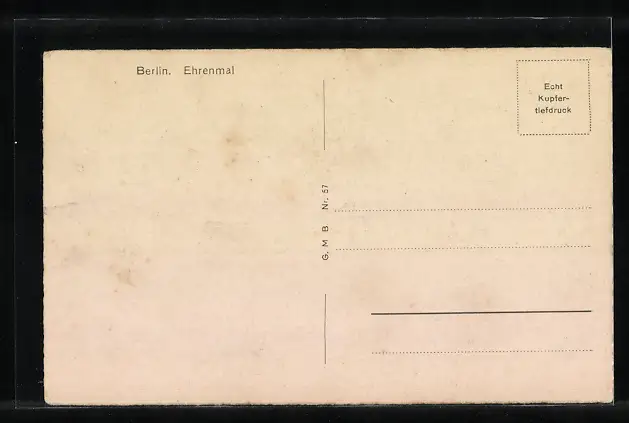 Berlin. Ehrenmal
Echt
Kupfer-
tiefdruck
G. M B Nr. 57